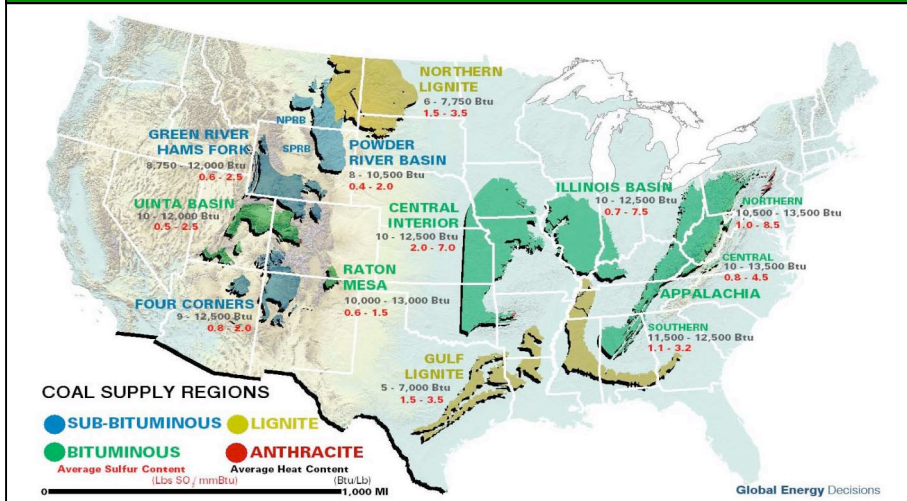 NORTHERN
LIGNITE
6 - 7,750 Btu
1.5 - 3.5
NPRB
SPRB
POWDER
RIVER BASIN
8 - 10,500 Btu
0.4 - 2.0
GREEN RIVER
HAMS FORK
8,750 - 12,000 Btu
0.6 - 2.5
UINTA BASIN
10 - 12,000 Btu
0.5 - 2.5
CENTRAL
INTERIOR
10 - 12,500 Btu
2.0 - 7.0
ILLINOIS BASIN
10 - 12,500 Btu
0.7 - 7.5
NORTHERN
10,500 - 13,500 Btu
1.0 - 8.5
CENTRAL
10 - 13,500 Btu
0.8 - 4.5
APPALACHIA
SOUTHERN
11,500 - 12,500 Btu
1.1 - 3.2
RATON
MESA
10,000 - 13,000 Btu
0.6 - 1.5
FOUR CORNERS
9 - 12,500 Btu
0.8 - 2.0
GULF
LIGNITE
5 - 7,000 Btu
1.5 - 3.5
COAL SUPPLY REGIONS
SUB-BITUMINOUS LIGNITE
BITUMINOUS ANTHRACITE
Average Sulfur Content Average Heat Content
(Lbs SO / mmBtu) (Btu/Lb)
0 1,000 MI
Global Energy Decisions